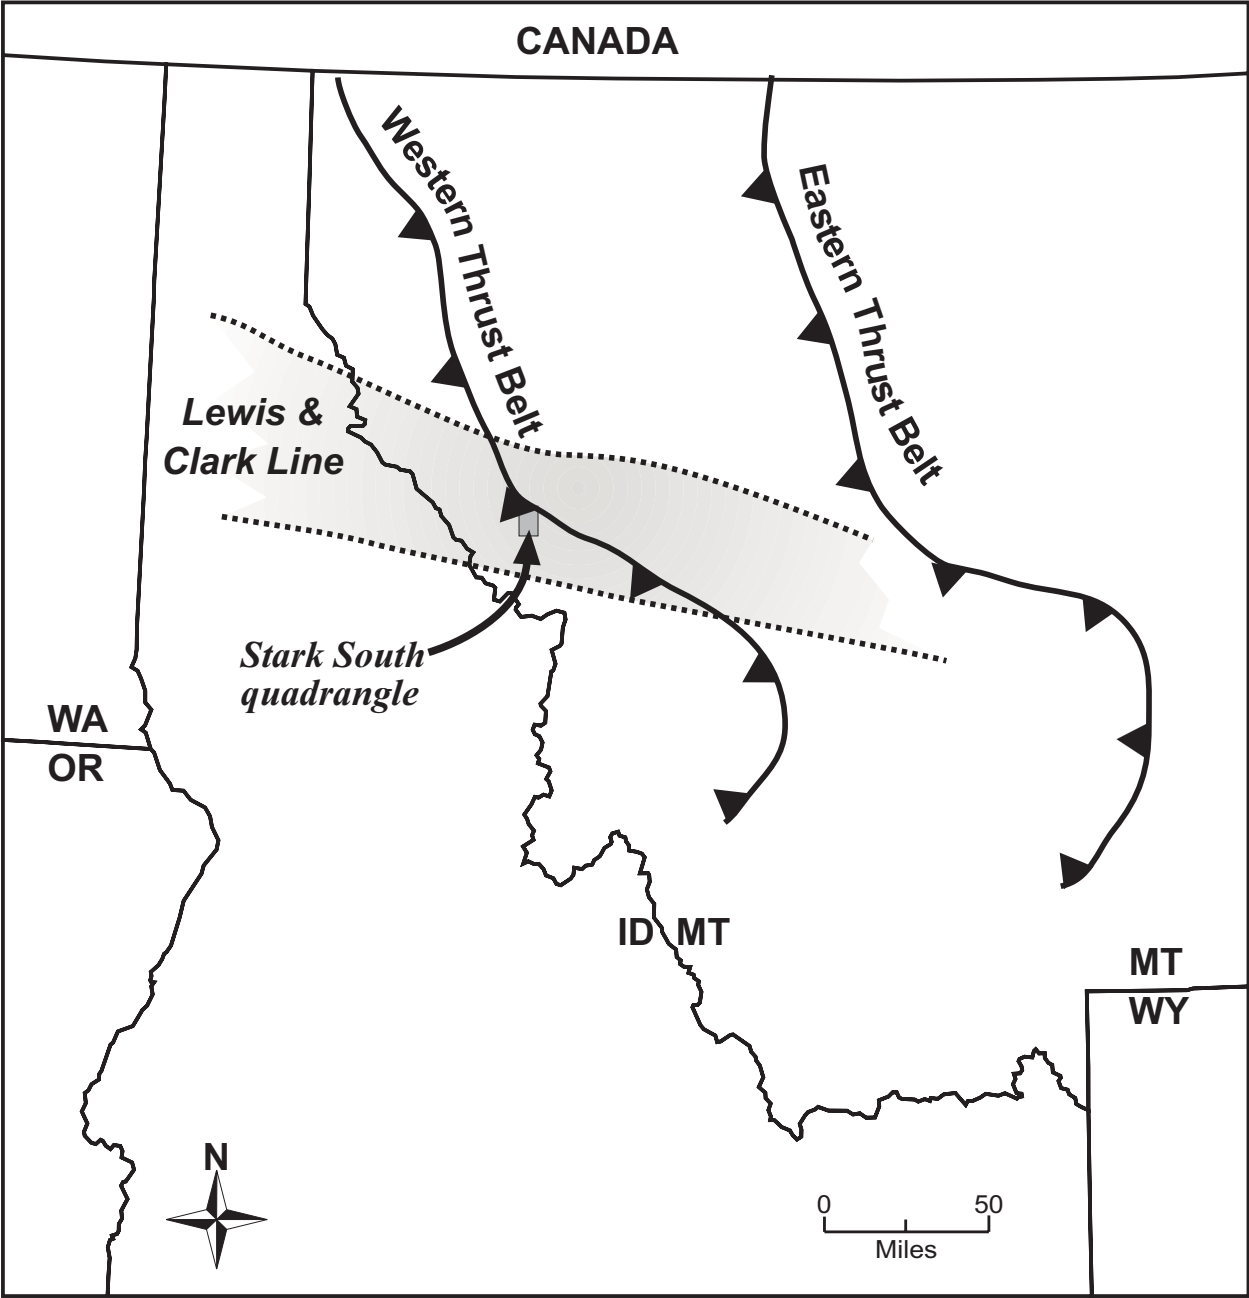 CANADA
Western Thrust Belt
Eastern Thrust Belt
Lewis &
Clark Line
Stark South
quadrangle
WA
OR
ID MT
MT
WY
N
0 50
Miles